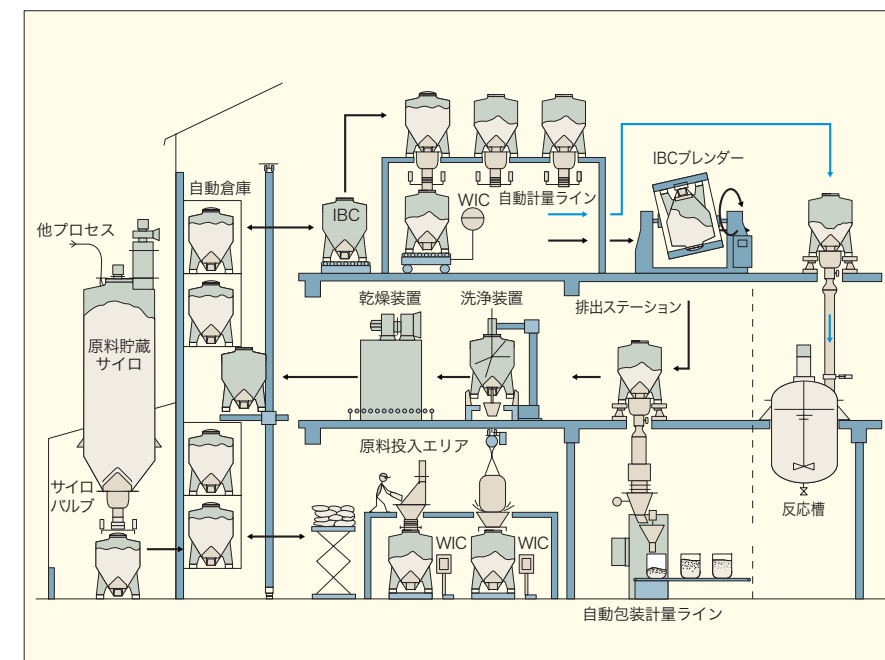 自動倉庫
他プロセス
IBC
WIC
自動計量ライン
IBCブレンダー
乾燥装置
洗浄装置
排出ステーション
原料貯蔵
サイロ
サイロ
バルブ
原料投入エリア
WIC
WIC
反応槽
自動包装計量ライン